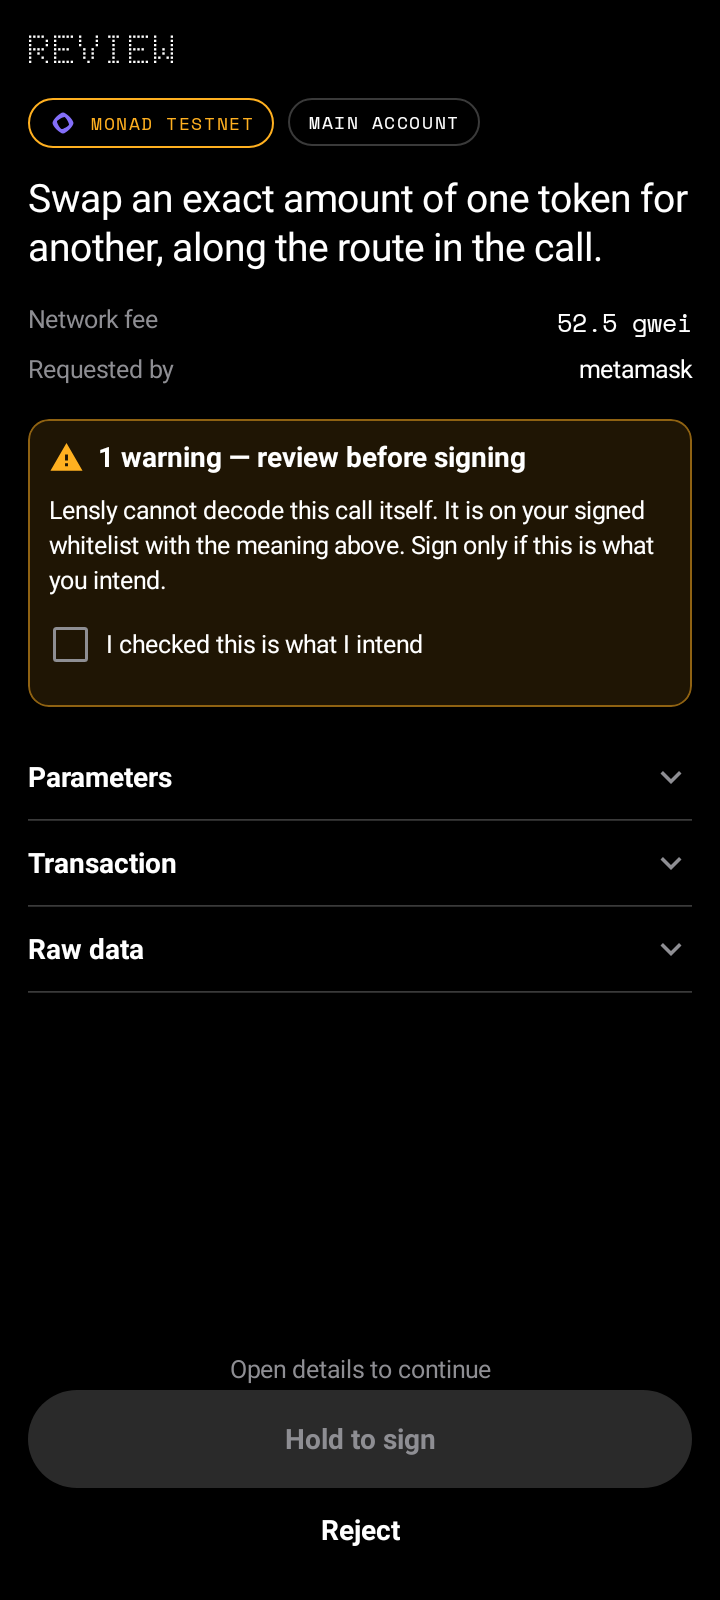 REVIEW
MONAD TESTNET
MAIN ACCOUNT
Swap an exact amount of one token for
another, along the route in the call.
Network fee
52.5 gwei
Requested by
metamask
1 warning — review before signing
Lensly cannot decode this call itself. It is on your signed
whitelist with the meaning above. Sign only if this is what
you intend.
I checked this is what I intend
Parameters
Transaction
Raw data
Open details to continue
Hold to sign
Reject